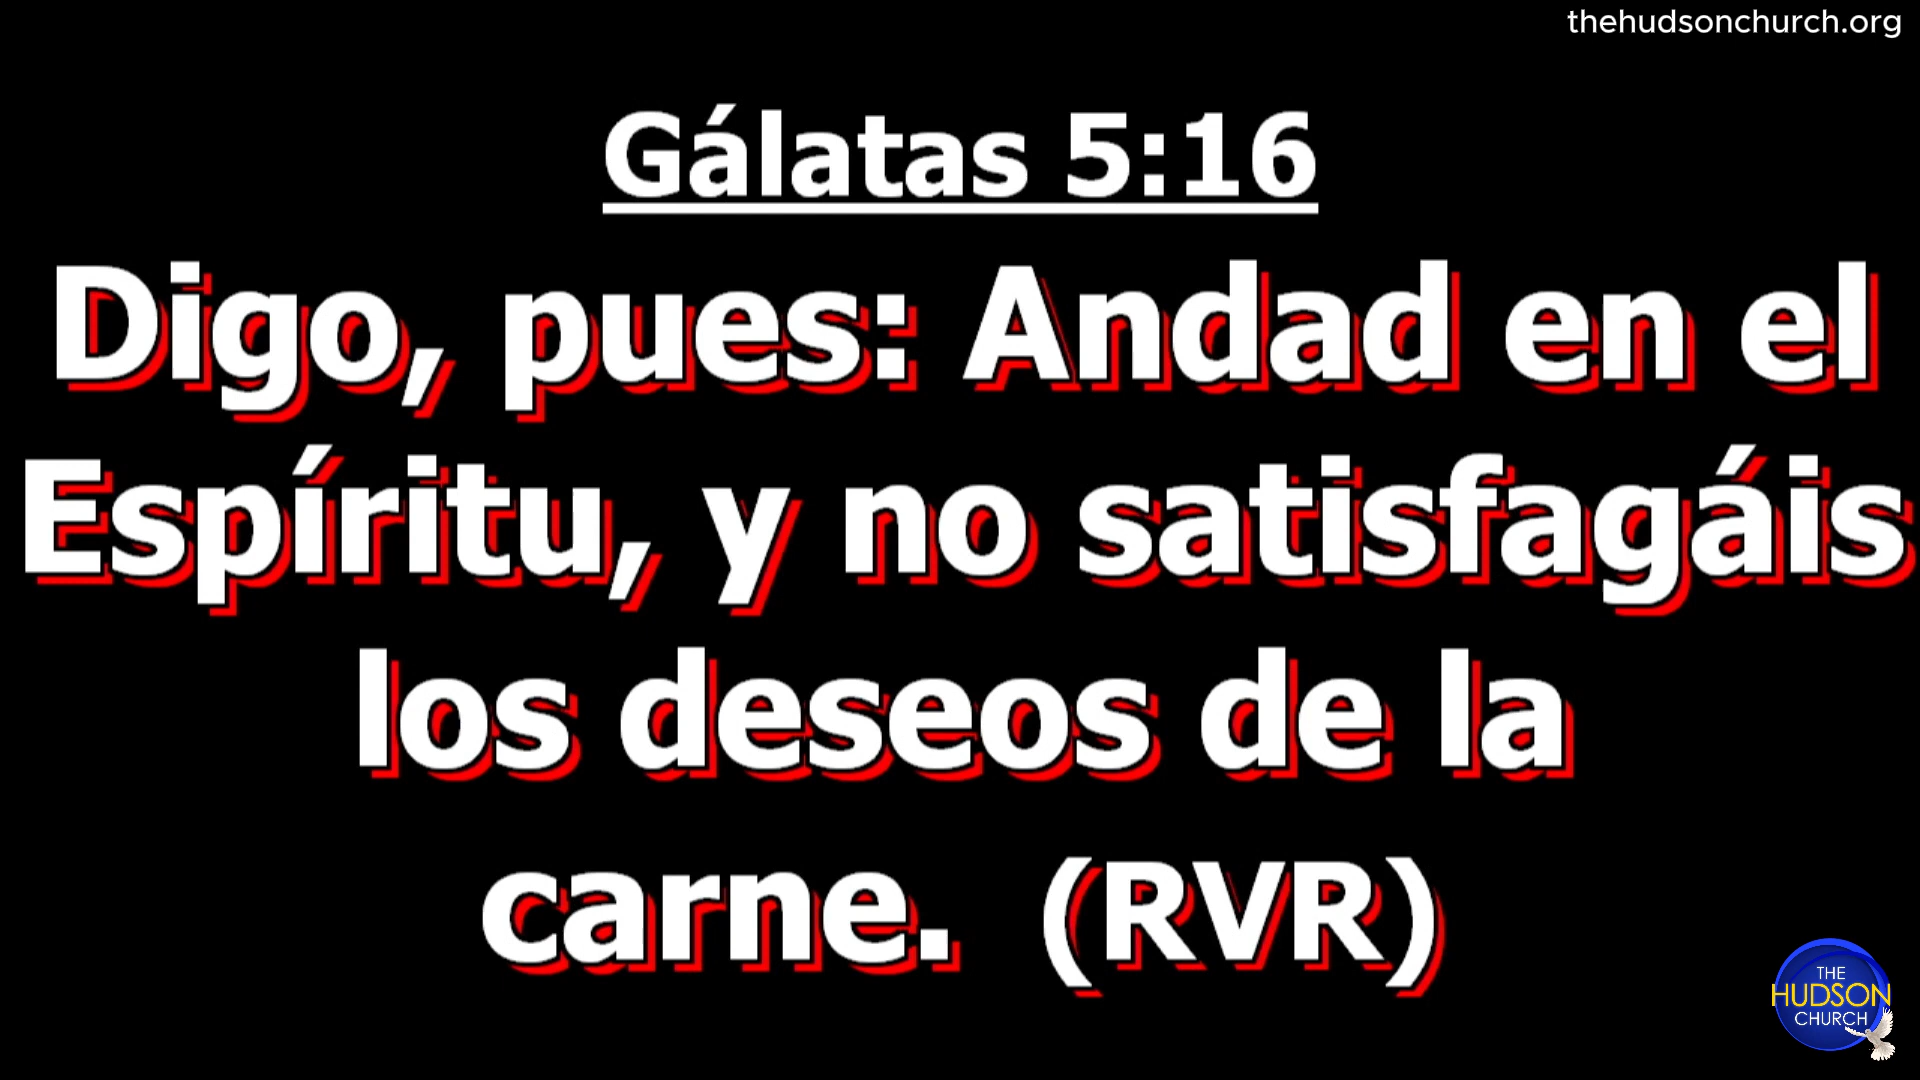 thehudsonchurch.org
Gálatas 5:16
Digo, pues: Andad en el
Espíritu, y no satisfagáis
los deseos de la
carne. (RVR)
THE
HUDSON
CHURCH